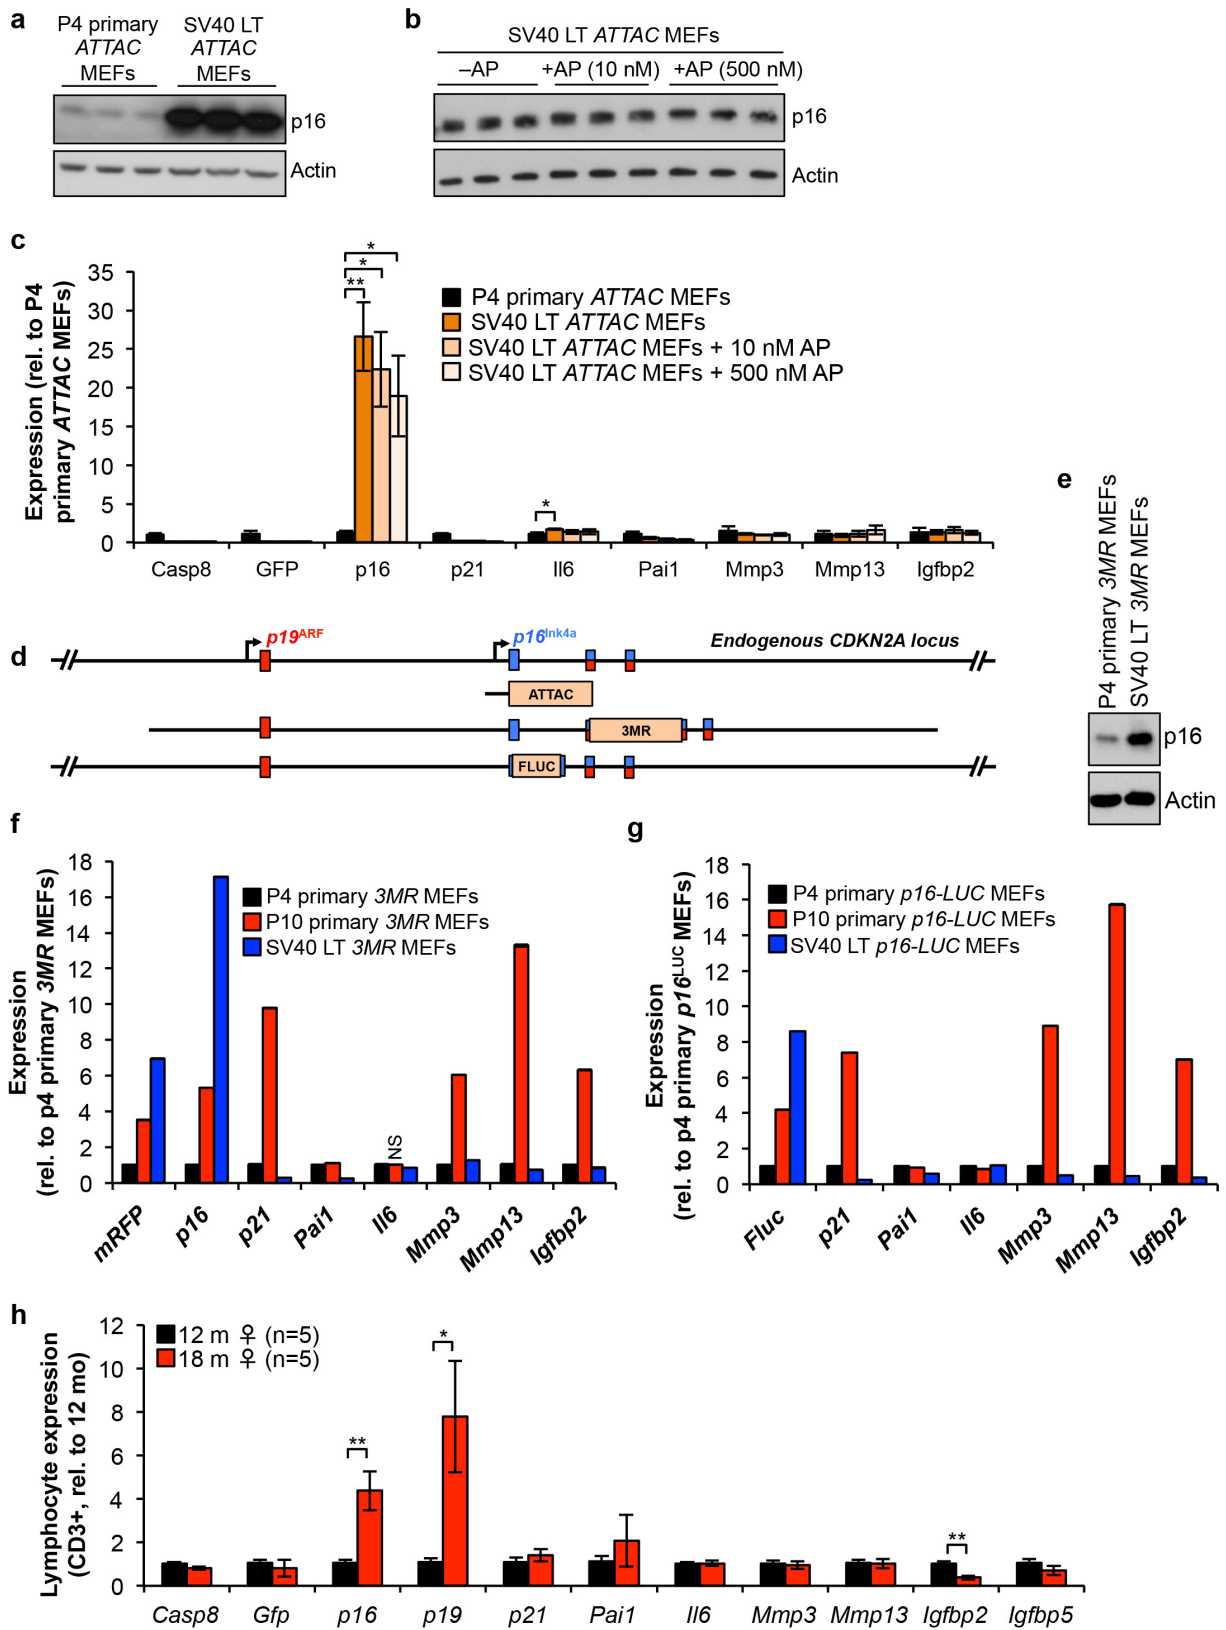 a
P4 primary
ATTAC
MEFs
SV40 LT
ATTAC
MEFs
p16
Actin
b
SV40 LT ATTAC MEFs
–AP
+AP (10 nM)
+AP (500 nM)
p16
Actin
c
Expression (rel. to P4
primary ATTAC MEFs)
35
30
25
20
15
10
5
0
**
*
*
*
P4 primary ATTAC MEFs
SV40 LT ATTAC MEFs
SV40 LT ATTAC MEFs + 10 nM AP
SV40 LT ATTAC MEFs + 500 nM AP
Casp8
GFP
p16
p21
Il6
Pai1
Mmp3
Mmp13
Igfbp2
d
p19ARF
p16Ink4a
Endogenous CDKN2A locus
ATTAC
3MR
FLUC
e
P4 primary 3MR MEFs
SV40 LT 3MR MEFs
p16
Actin
f
Expression
(rel. to p4 primary 3MR MEFs)
18
16
14
12
10
8
6
4
2
0
P4 primary 3MR MEFs
P10 primary 3MR MEFs
SV40 LT 3MR MEFs
NS
mRFP
p16
p21
Pai1
Il6
Mmp3
Mmp13
Igfbp2
g
Expression
(rel. to p4 primary p16LUC MEFs)
18
16
14
12
10
8
6
4
2
0
P4 primary p16-LUC MEFs
P10 primary p16-LUC MEFs
SV40 LT p16-LUC MEFs
Fluc
p21
Pai1
Il6
Mmp3
Mmp13
Igfbp2
h
Lymphocyte expression
(CD3+, rel. to 12 mo)
12
10
8
6
4
2
0
12 m ♀ (n=5)
18 m ♀ (n=5)
**
*
**
Casp8
Gfp
p16
p19
p21
Pai1
Il6
Mmp3
Mmp13
Igfbp2
Igfbp5